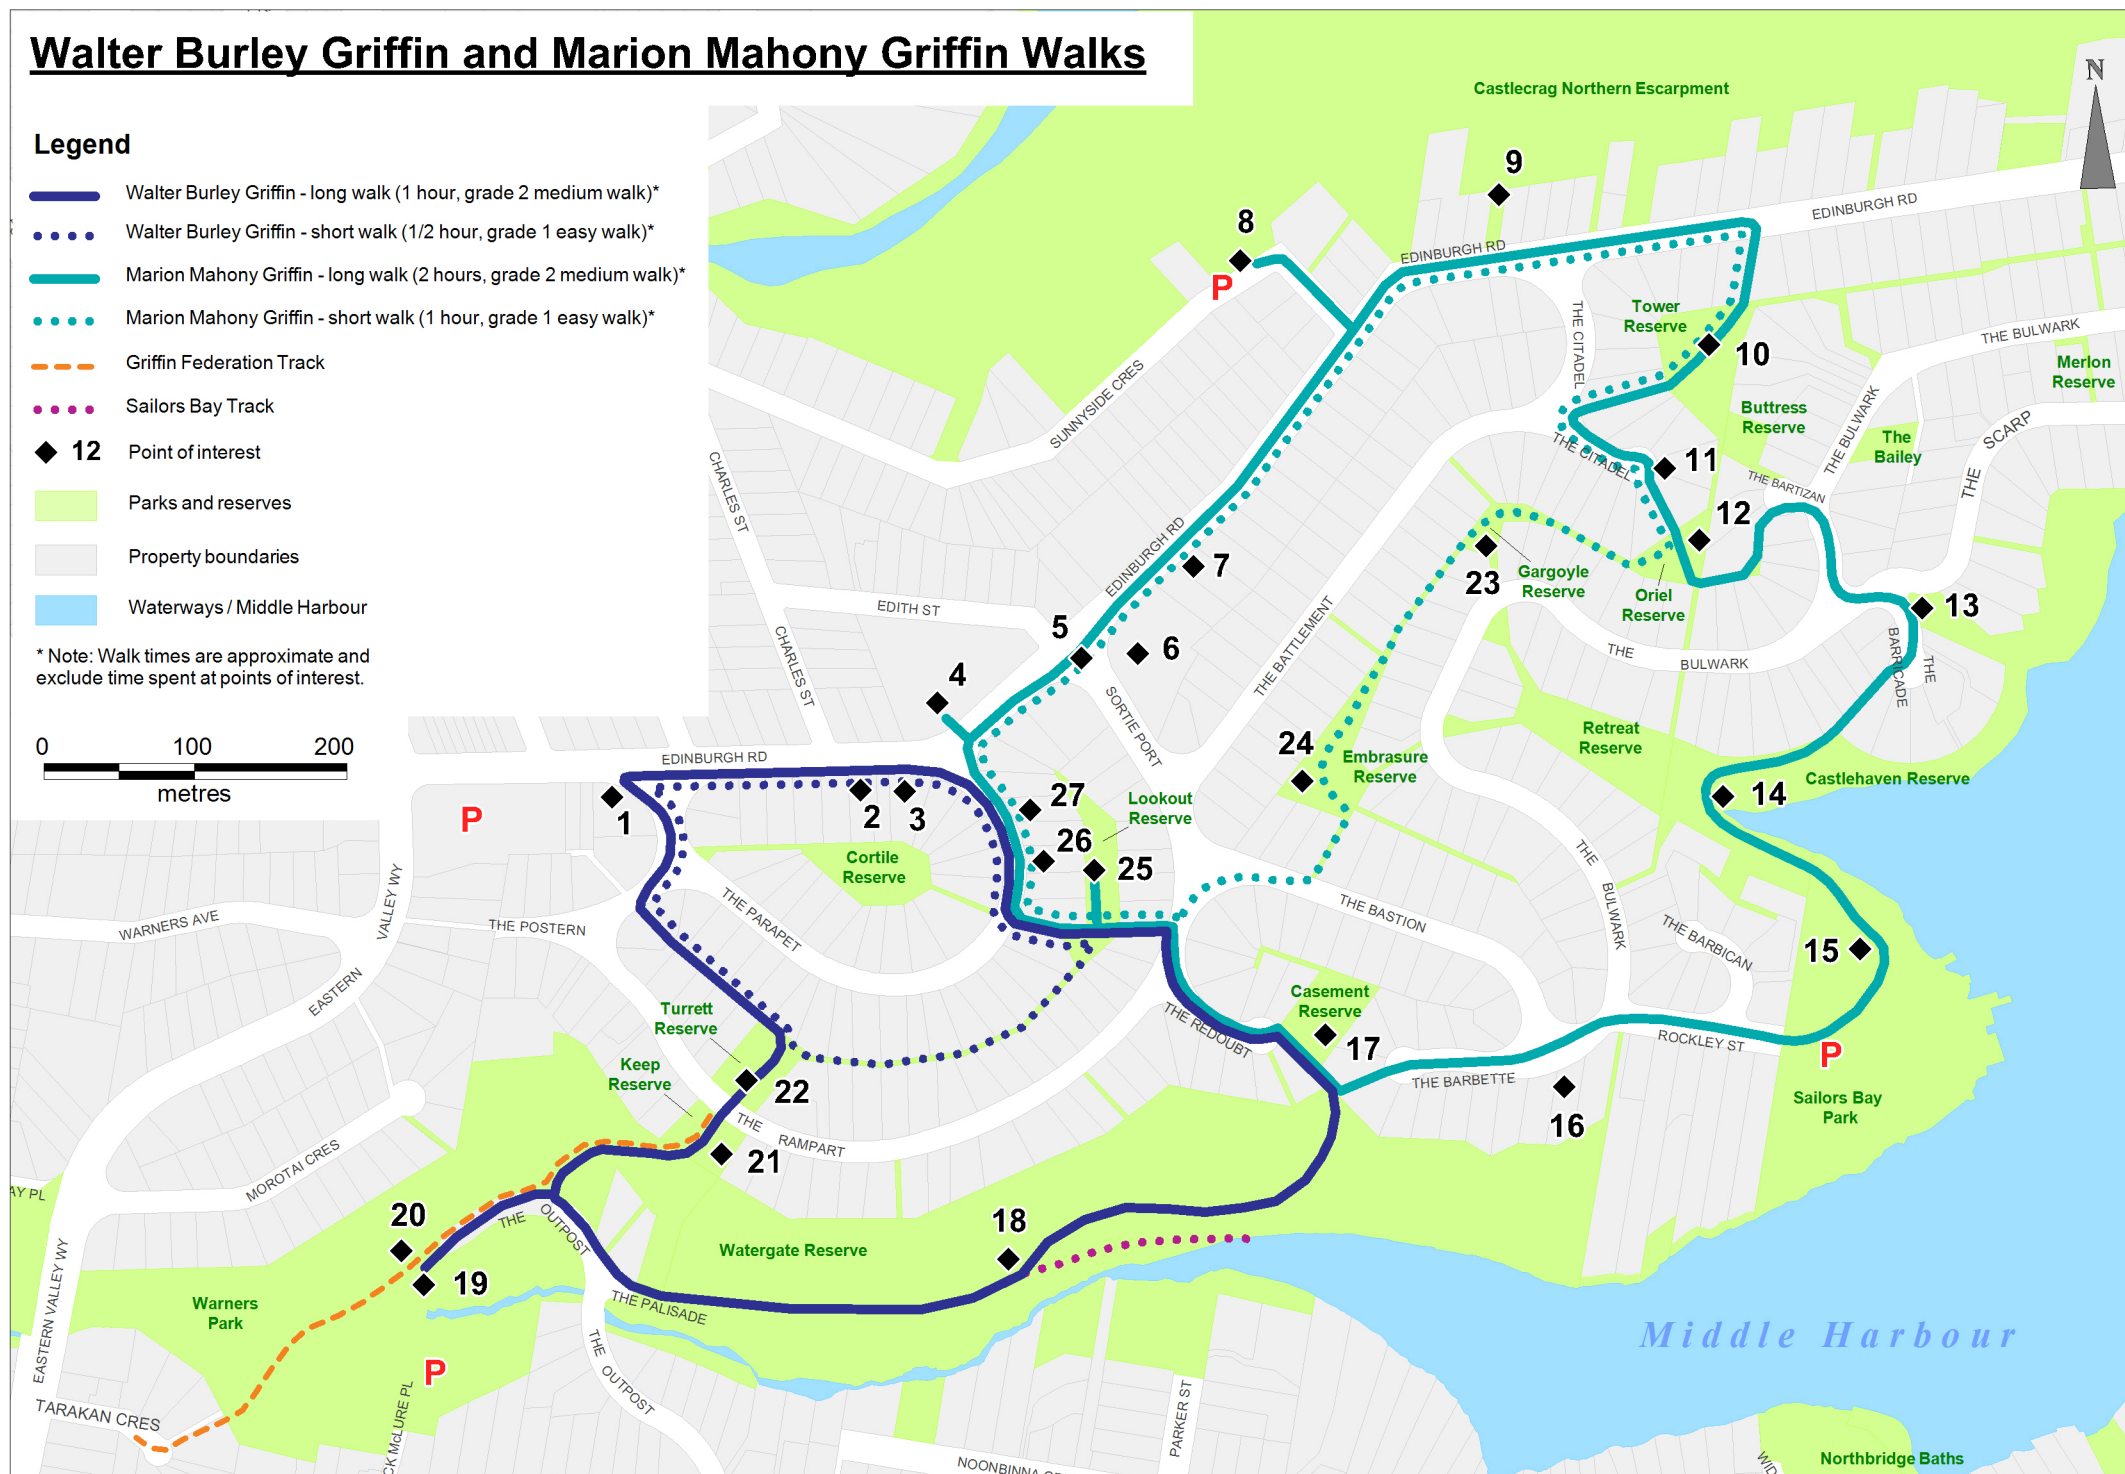 Walter Burley Griffin and Marion Mahony Griffin Walks
Legend
Walter Burley Griffin - long walk (1 hour, grade 2 medium walk)*
Walter Burley Griffin - short walk (1/2 hour, grade 1 easy walk)*
Marion Mahony Griffin - long walk (2 hours, grade 2 medium walk)*
Marion Mahony Griffin - short walk (1 hour, grade 1 easy walk)*
Griffin Federation Track
Sailors Bay Track
12 Point of interest
Parks and reserves
Property boundaries
Waterways / Middle Harbour
* Note: Walk times are approximate and
exclude time spent at points of interest.
0 100 200
metres
N
Castlecrag Northern Escarpment
9
8
P
EDINBURGH RD
EDINBURGH RD
THE CITADEL
Tower
Reserve
10
THE BULWARK
Merlon
Reserve
SUNNYSIDE CRES
Buttress
Reserve
THE BULWARK
The
Bailey
THE SCARP
THE CITADEL
11
THE BARTIZAN
12
CHARLES ST
EDINBURGH RD
7
23
Gargoyle
Reserve
Oriel
Reserve
13
EDITH ST
5
6
CHARLES ST
4
SORTIE PORT
THE BATTLEMENT
THE BULWARK
THE
BARRICADE
EDINBURGH RD
24
Embrasure
Reserve
Retreat
Reserve
Castlehaven Reserve
14
P
1
2
3
27
26
25
Lookout
Reserve
Cortile
Reserve
THE PARAPET
THE
BULWARK
THE BASTION
THE BARBICAN
15
WARNERS AVE
EASTERN
VALLEY WY
THE POSTERN
Turrett
Reserve
Casement
Reserve
THE REDOUBT
17
ROCKLEY ST
P
Keep
Reserve
22
THE BARBETTE
16
Sailors Bay
Park
THE RAMPART
21
MOROTAI CRES
AY PL
20
THE
OUTPOST
18
Watergate Reserve
19
EASTERN VALLEY WY
Warners
Park
THE PALISADE
Middle Harbour
P
THE OUTPOST
TARAKAN CRES
CK McLURE PL
PARKER ST
NOONBINNA
WID
Northbridge Baths